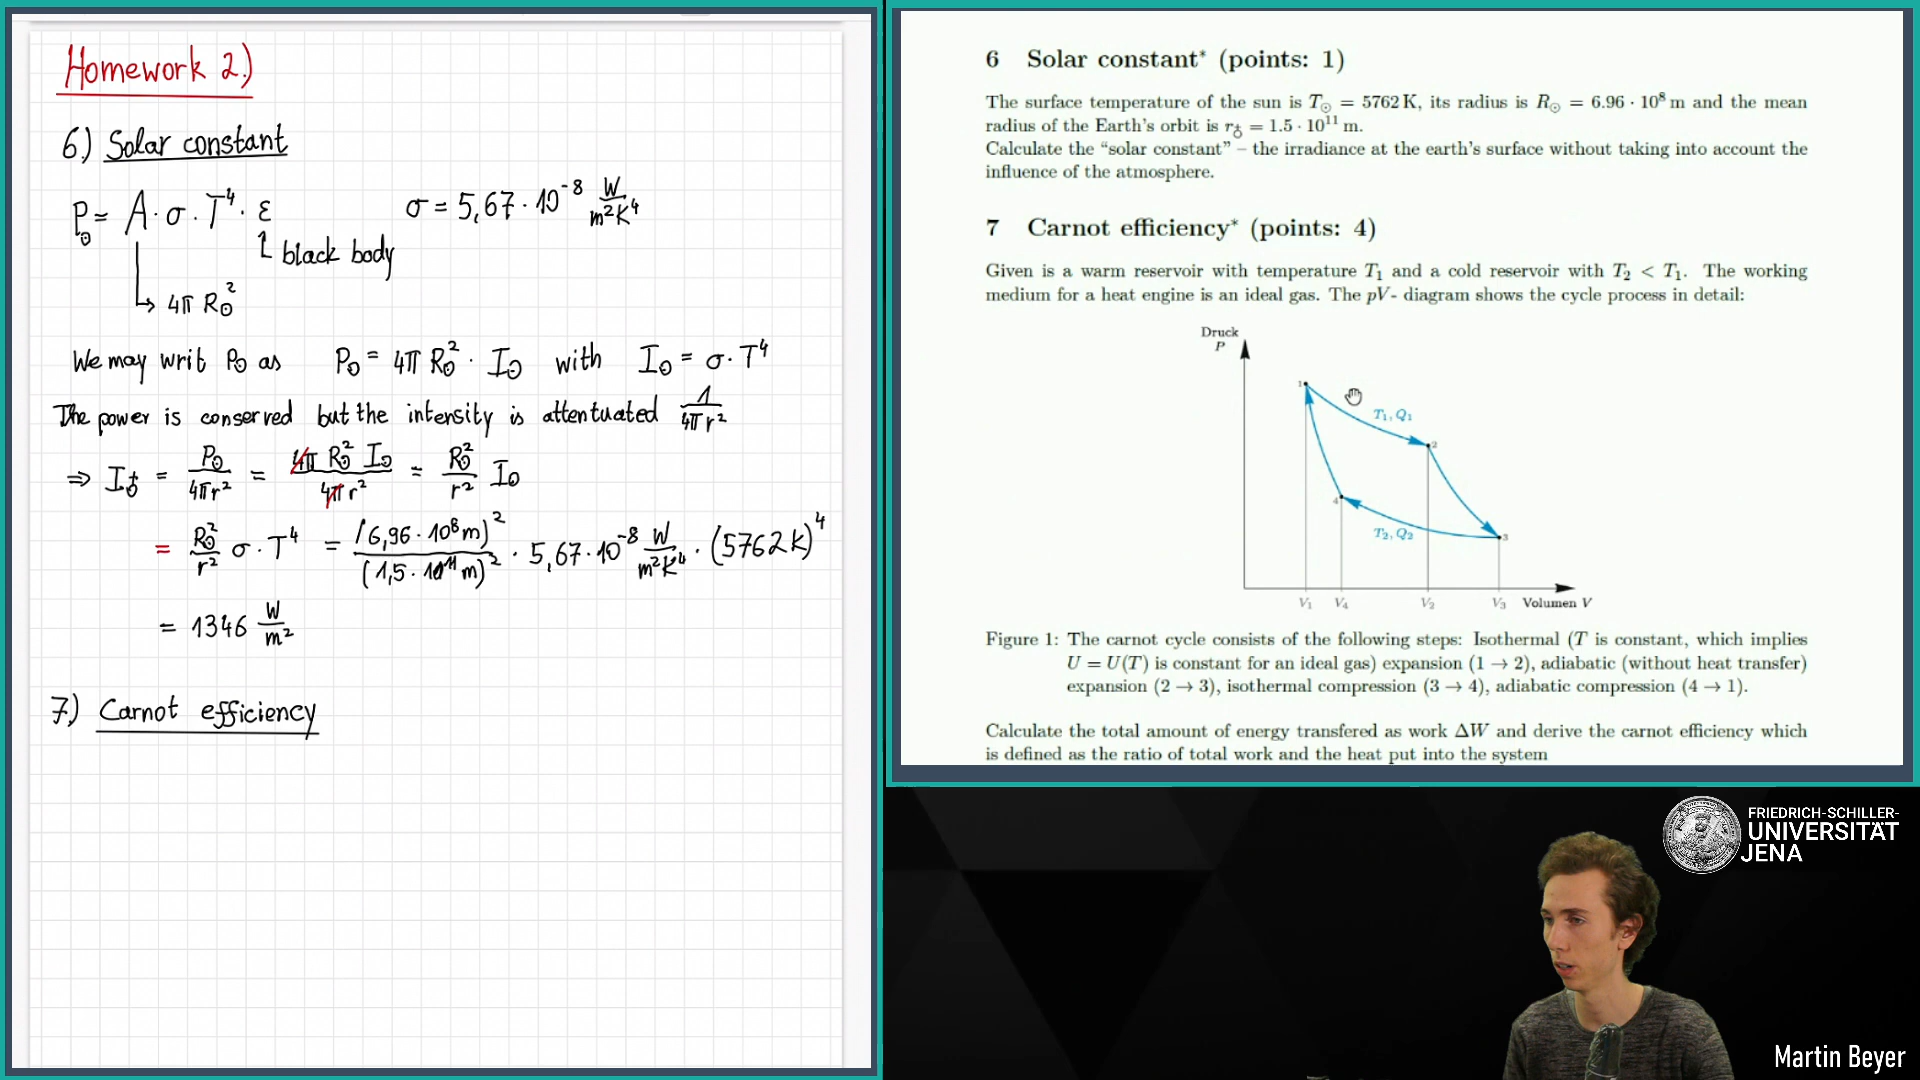 Homework 2.)
6.) Solar constant
P⊙ = A · σ · T⁴ · ε
σ = 5,67 · 10⁻⁸ W/m²K⁴
black body
→ 4π R⊙²
We may writ P⊙ as P⊙ = 4π R⊙² · I⊙ with I⊙ = σ · T⁴
The power is conserved but the intensity is attentuated 1/4πr²
⇒ I♁ = P⊙/4πr² = 4π R⊙² I⊙/4π r² = R⊙²/r² I⊙
= R⊙²/r² σ · T⁴ = (6,96 · 10⁸ m)²/(1,5 · 10¹¹ m)² · 5,67 · 10⁻⁸ W/m²K⁴ · (5762 K)⁴
= 1346 W/m²
7.) Carnot efficiency
6 Solar constant* (points: 1)
The surface temperature of the sun is T⊙ = 5762 K, its radius is R⊙ = 6.96 · 10⁸ m and the mean
radius of the Earth's orbit is r♁ = 1.5 · 10¹¹ m.
Calculate the “solar constant” – the irradiance at the earth's surface without taking into account the
influence of the atmosphere.
7 Carnot efficiency* (points: 4)
Given is a warm reservoir with temperature T₁ and a cold reservoir with T₂ < T₁. The working
medium for a heat engine is an ideal gas. The pV- diagram shows the cycle process in detail:
Druck
P
1
T₁, Q₁
2
4
T₂, Q₂
3
V₁ V₄ V₂ V₃ Volumen V
Figure 1: The carnot cycle consists of the following steps: Isothermal (T is constant, which implies
U = U(T) is constant for an ideal gas) expansion (1 → 2), adiabatic (without heat transfer)
expansion (2 → 3), isothermal compression (3 → 4), adiabatic compression (4 → 1).
Calculate the total amount of energy transfered as work ΔW and derive the carnot efficiency which
is defined as the ratio of total work and the heat put into the system
FRIEDRICH-SCHILLER-
UNIVERSITÄT
JENA
Martin Beyer